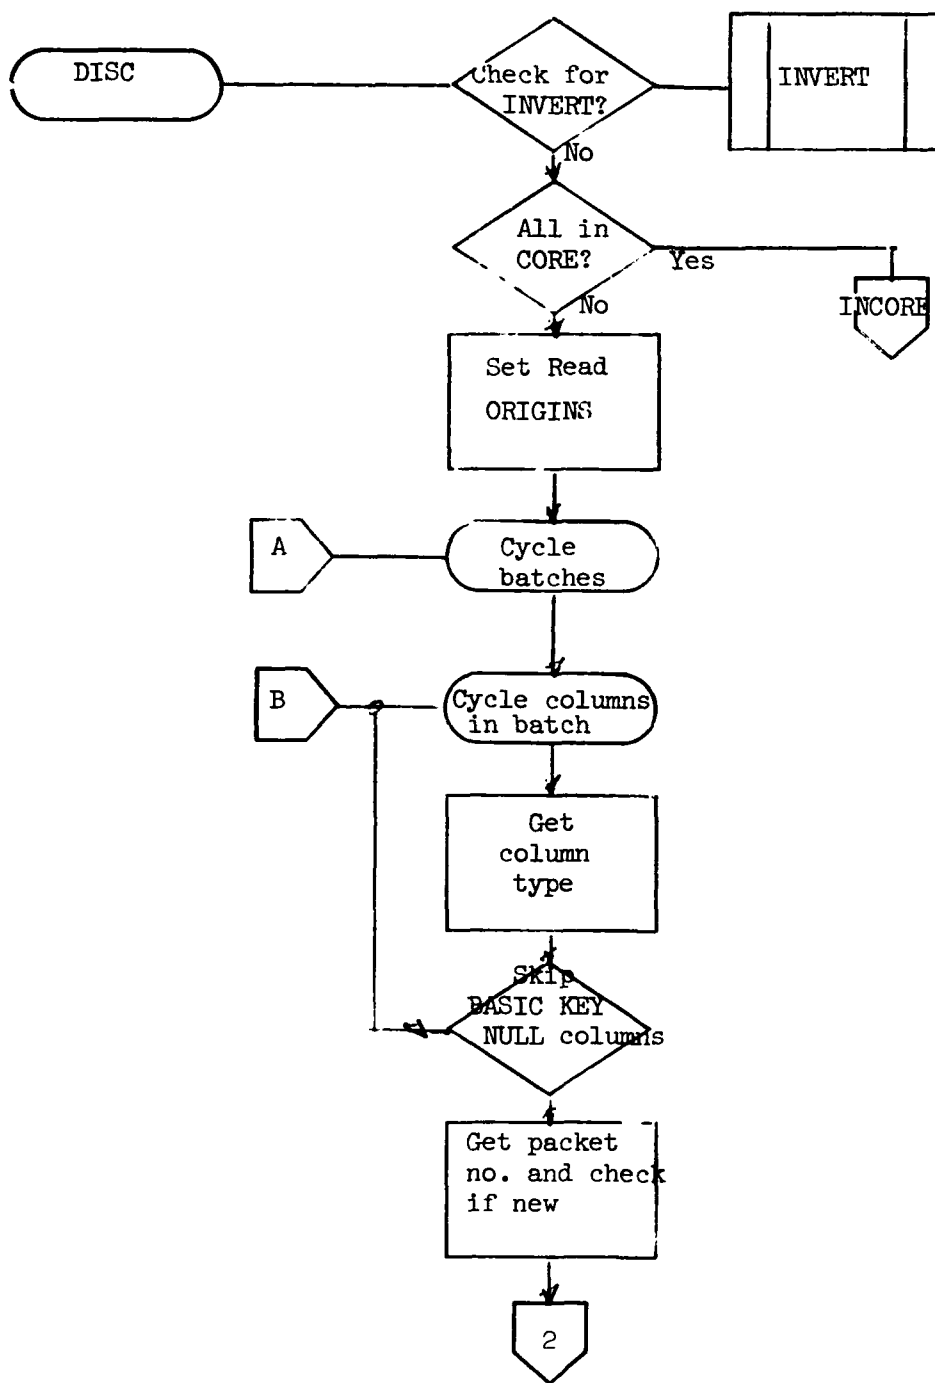 DISC
Check for
INVERT?
INVERT
No
All in
CORE?
Yes
No
INCORE
Set Read
ORIGINS
A
Cycle
batches
B
Cycle columns
in batch
Get
column
type
Skip
BASIC KEY
NULL columns
Get packet
no. and check
if new
2